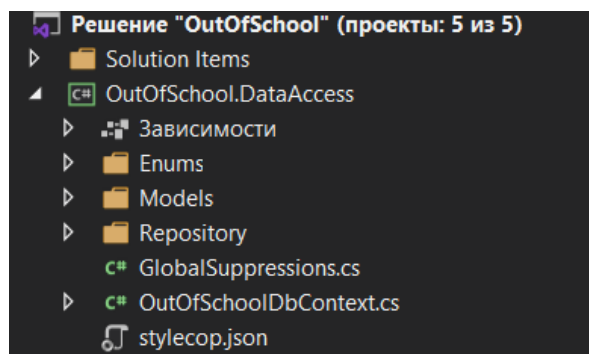 Решение "OutOfSchool" (проекты: 5 из 5)
Solution Items
C# OutOfSchool.DataAccess
Зависимости
Enums
Models
Repository
C# GlobalSuppressions.cs
C# OutOfSchoolDbContext.cs
stylecop.json